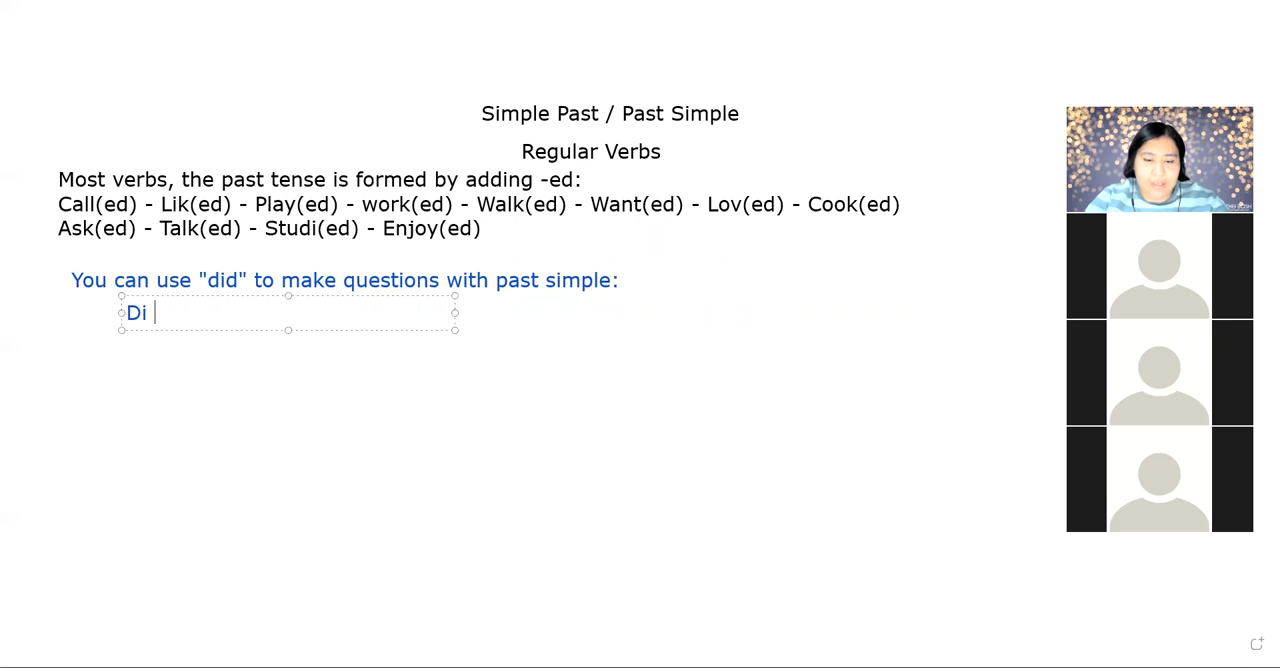 Simple Past / Past Simple
Regular Verbs
Most verbs, the past tense is formed by adding -ed:
Call(ed) - Lik(ed) - Play(ed) - work(ed) - Walk(ed) - Want(ed) - Lov(ed) - Cook(ed)
Ask(ed) - Talk(ed) - Studi(ed) - Enjoy(ed)
You can use "did" to make questions with past simple:
Di